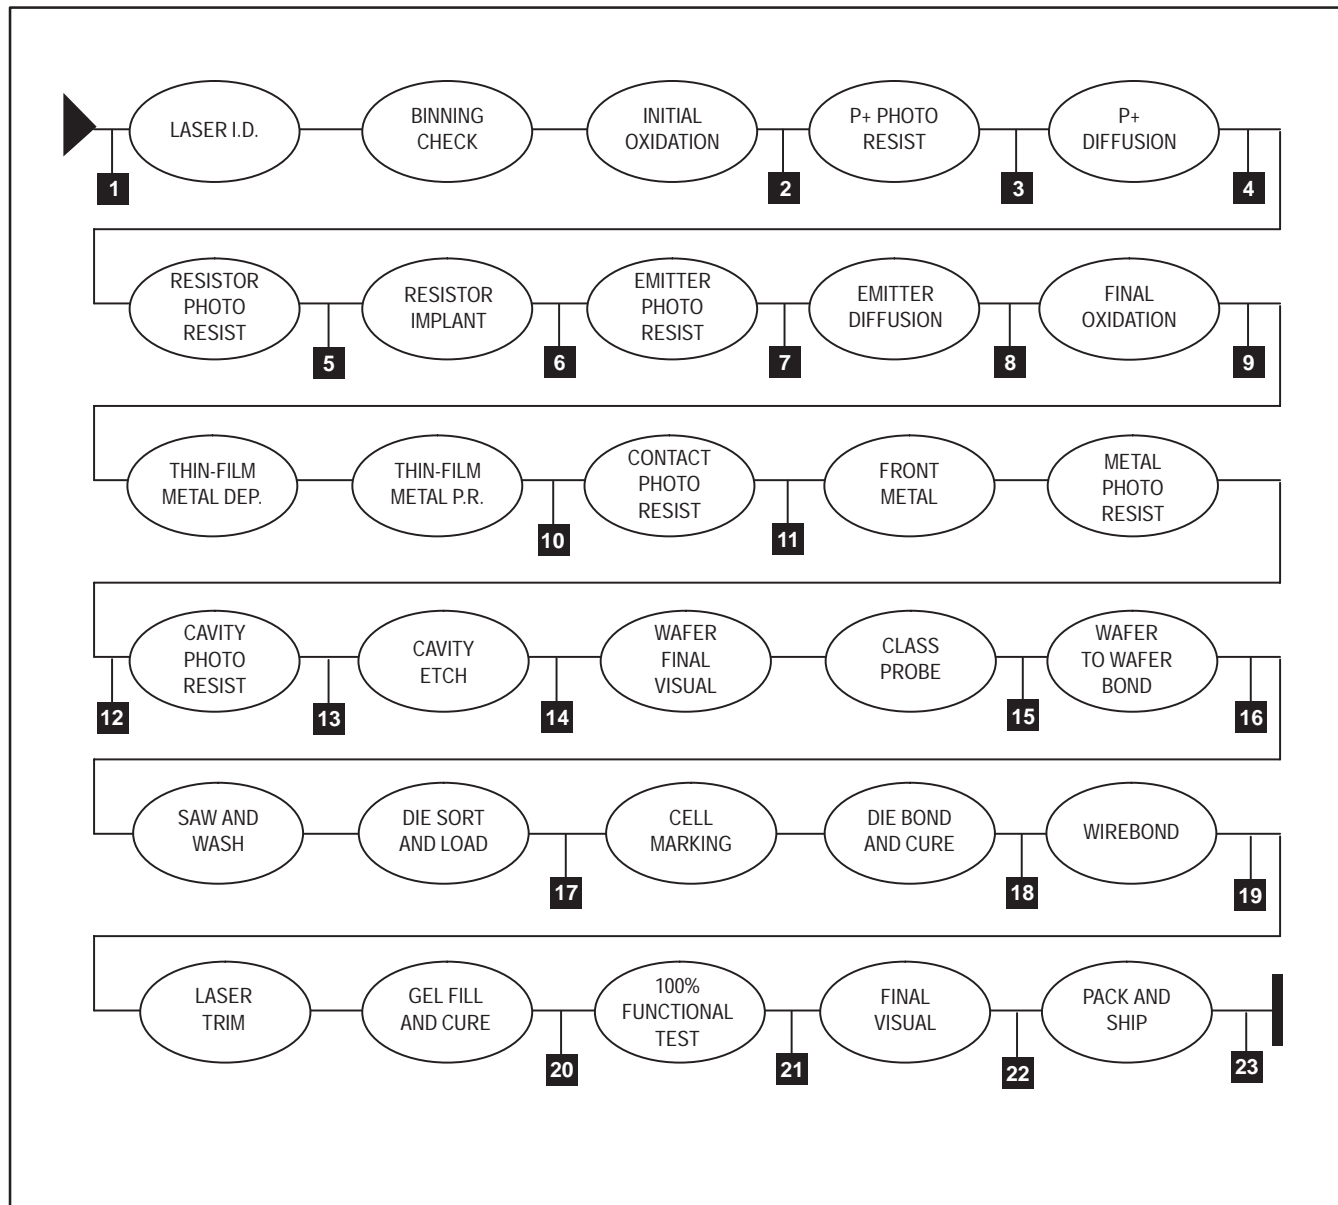 LASER I.D.
BINNING
CHECK
INITIAL
OXIDATION
P+ PHOTO
RESIST
P+
DIFFUSION
1
2
3
4
RESISTOR
PHOTO
RESIST
RESISTOR
IMPLANT
EMITTER
PHOTO
RESIST
EMITTER
DIFFUSION
FINAL
OXIDATION
5
6
7
8
9
THIN-FILM
METAL DEP.
THIN-FILM
METAL P.R.
CONTACT
PHOTO
RESIST
FRONT
METAL
METAL
PHOTO
RESIST
10
11
CAVITY
PHOTO
RESIST
CAVITY
ETCH
WAFER
FINAL
VISUAL
CLASS
PROBE
WAFER
TO WAFER
BOND
12
13
14
15
16
SAW AND
WASH
DIE SORT
AND LOAD
CELL
MARKING
DIE BOND
AND CURE
WIREBOND
17
18
19
LASER
TRIM
GEL FILL
AND CURE
100%
FUNCTIONAL
TEST
FINAL
VISUAL
PACK AND
SHIP
20
21
22
23